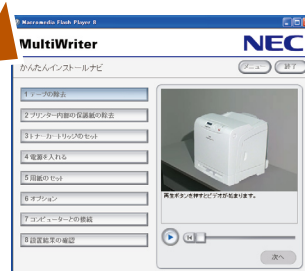 Macromedia Flash Player 8
MultiWriter
NEC
かんたんインストールナビ
メニュー
終了
1 テープの除去
2 プリンター内部の保護紙の除去
3 トナーカートリッジのセット
4 電源を入れる
5 用紙のセット
6 オプション
7 コンピューターとの接続
8 設置結果の確認
再生ボタンを押すとビデオが始まります。
次へ